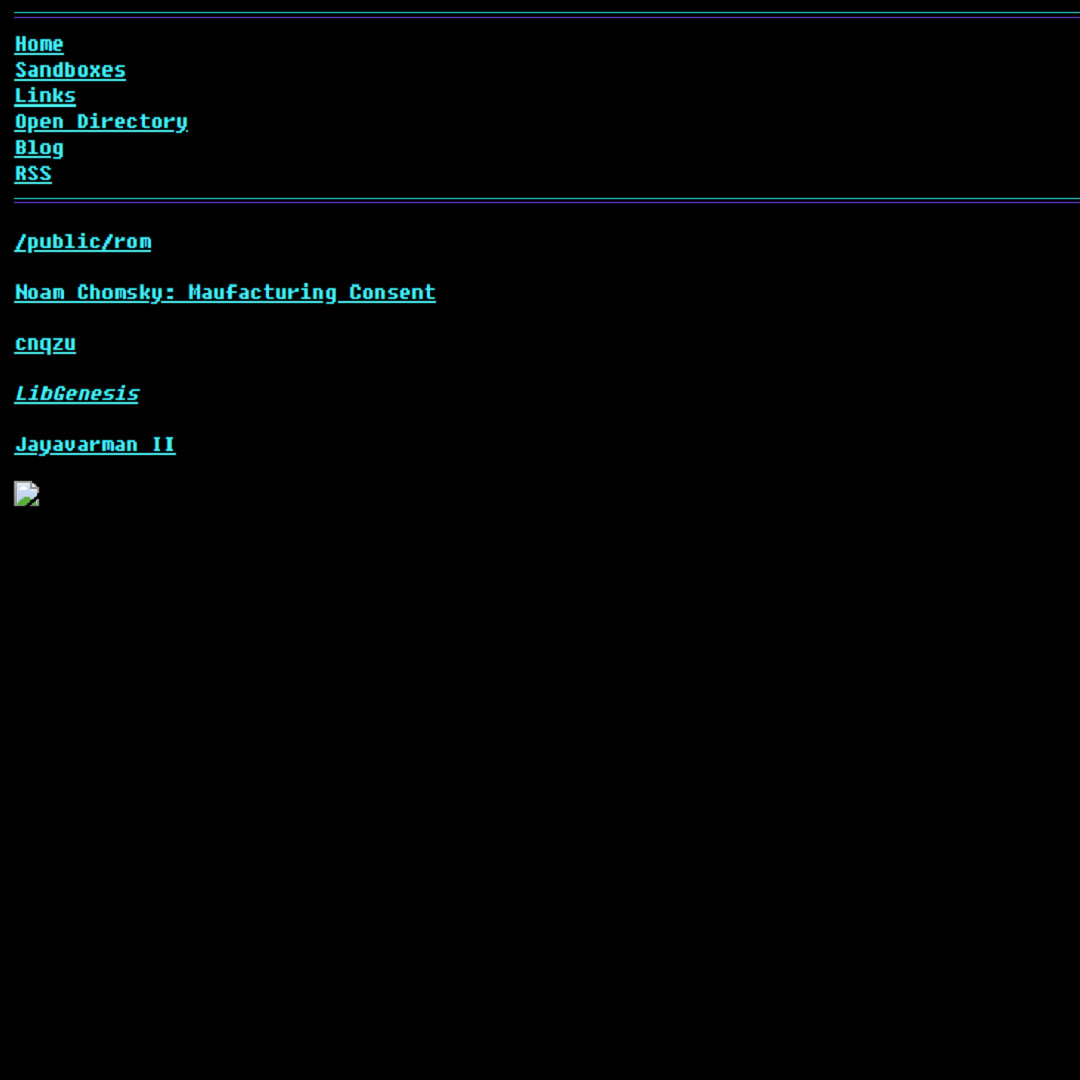 Home
Sandboxes
Links
Open Directory
Blog
RSS
/public/rom
Noam Chomsky: Maufacturing Consent
cnqzu
LibGenesis
Jayavarman II